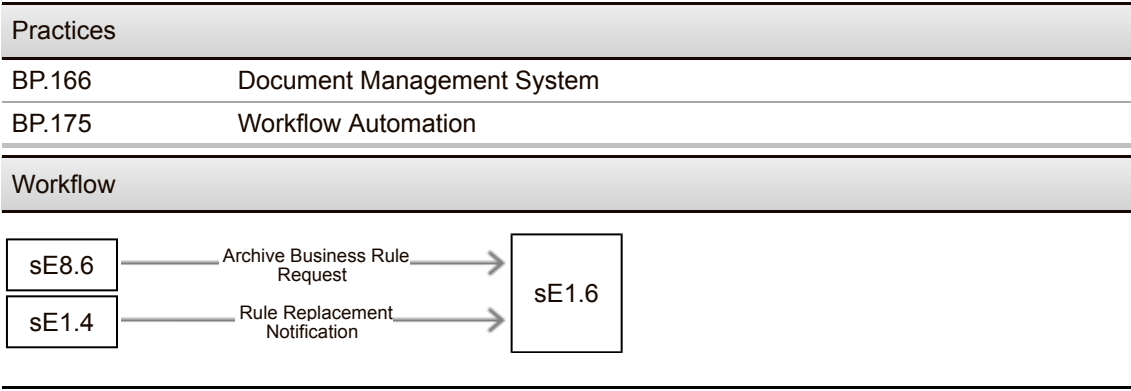 Practices
BP.166 Document Management System
BP.175 Workflow Automation
Workflow
sE8.6
Archive Business Rule
Request
sE1.4
Rule Replacement
Notification
sE1.6